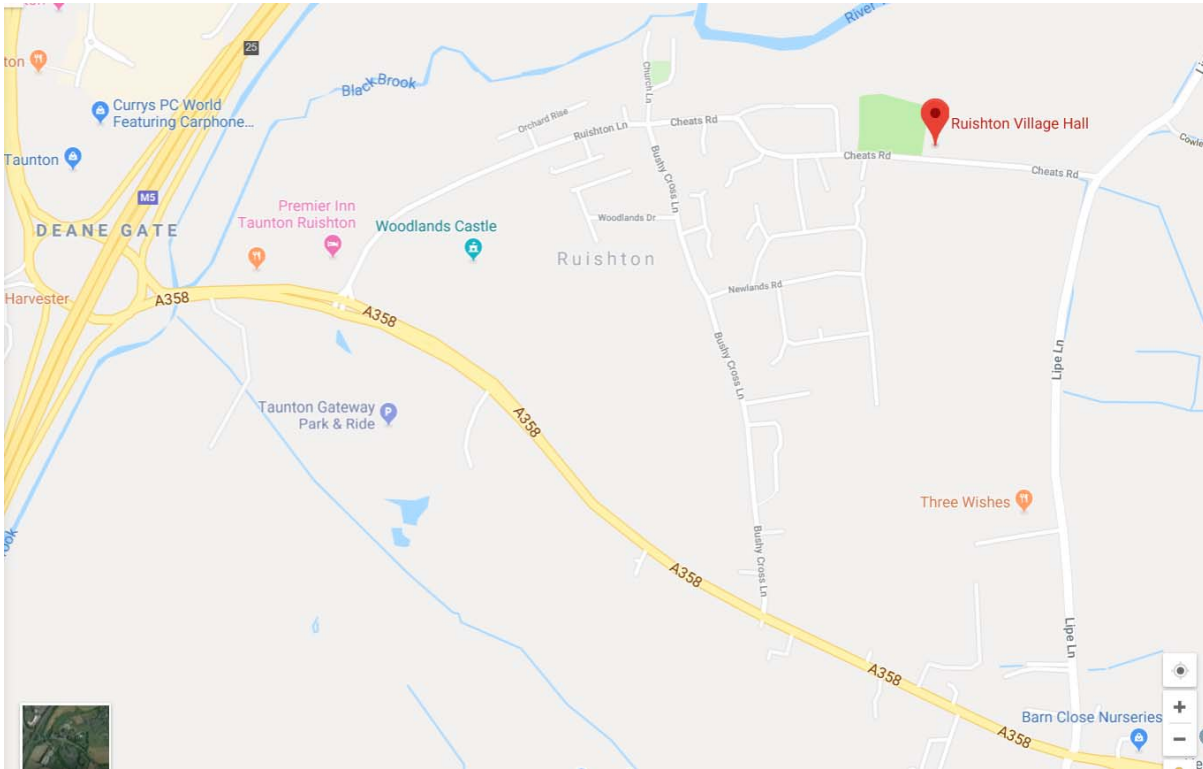 25
River
ton
Currys PC World
Featuring Carphone...
Taunton
M5
DEANE GATE
Harvester
Black Brook
Orchard Rise
Ruishton Ln
Church Ln
Cheats Rd
Ruishton Village Hall
Cheats Rd
Cheats Rd
Bushy Cross Ln
Woodlands Dr
Premier Inn
Taunton Ruishton
Woodlands Castle
Ruishton
Newlands Rd
A358
A358
Bushy Cross Ln
Lipe Ln
Taunton Gateway
Park & Ride
P
A358
Three Wishes
Bushy Cross Ln
A358
Lipe Ln
A358
Barn Close Nurseries
A358
+
−